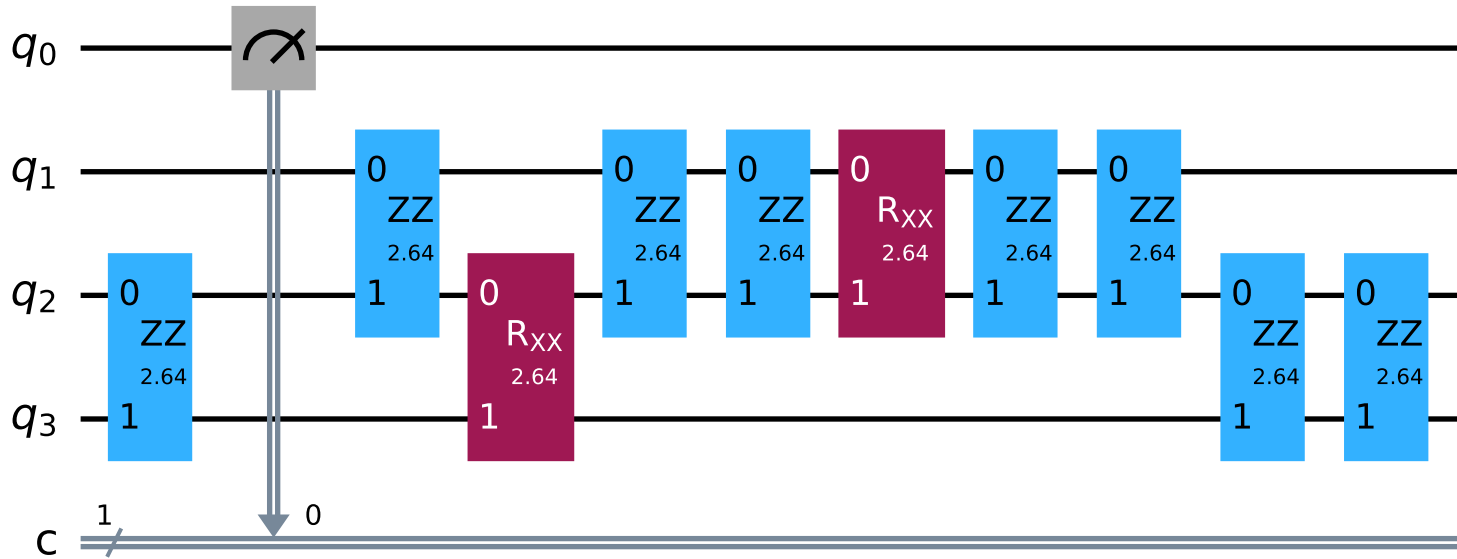 q0
q1 0 0 0 0 0 0
ZZ ZZ ZZ RXX ZZ ZZ
2.64 2.64 2.64 2.64 2.64 2.64
q2 0 1 0 1 1 1 1 1 0 0
ZZ RXX ZZ ZZ
2.64 2.64 2.64 2.64
q3 1 1 1 1
1 0
c